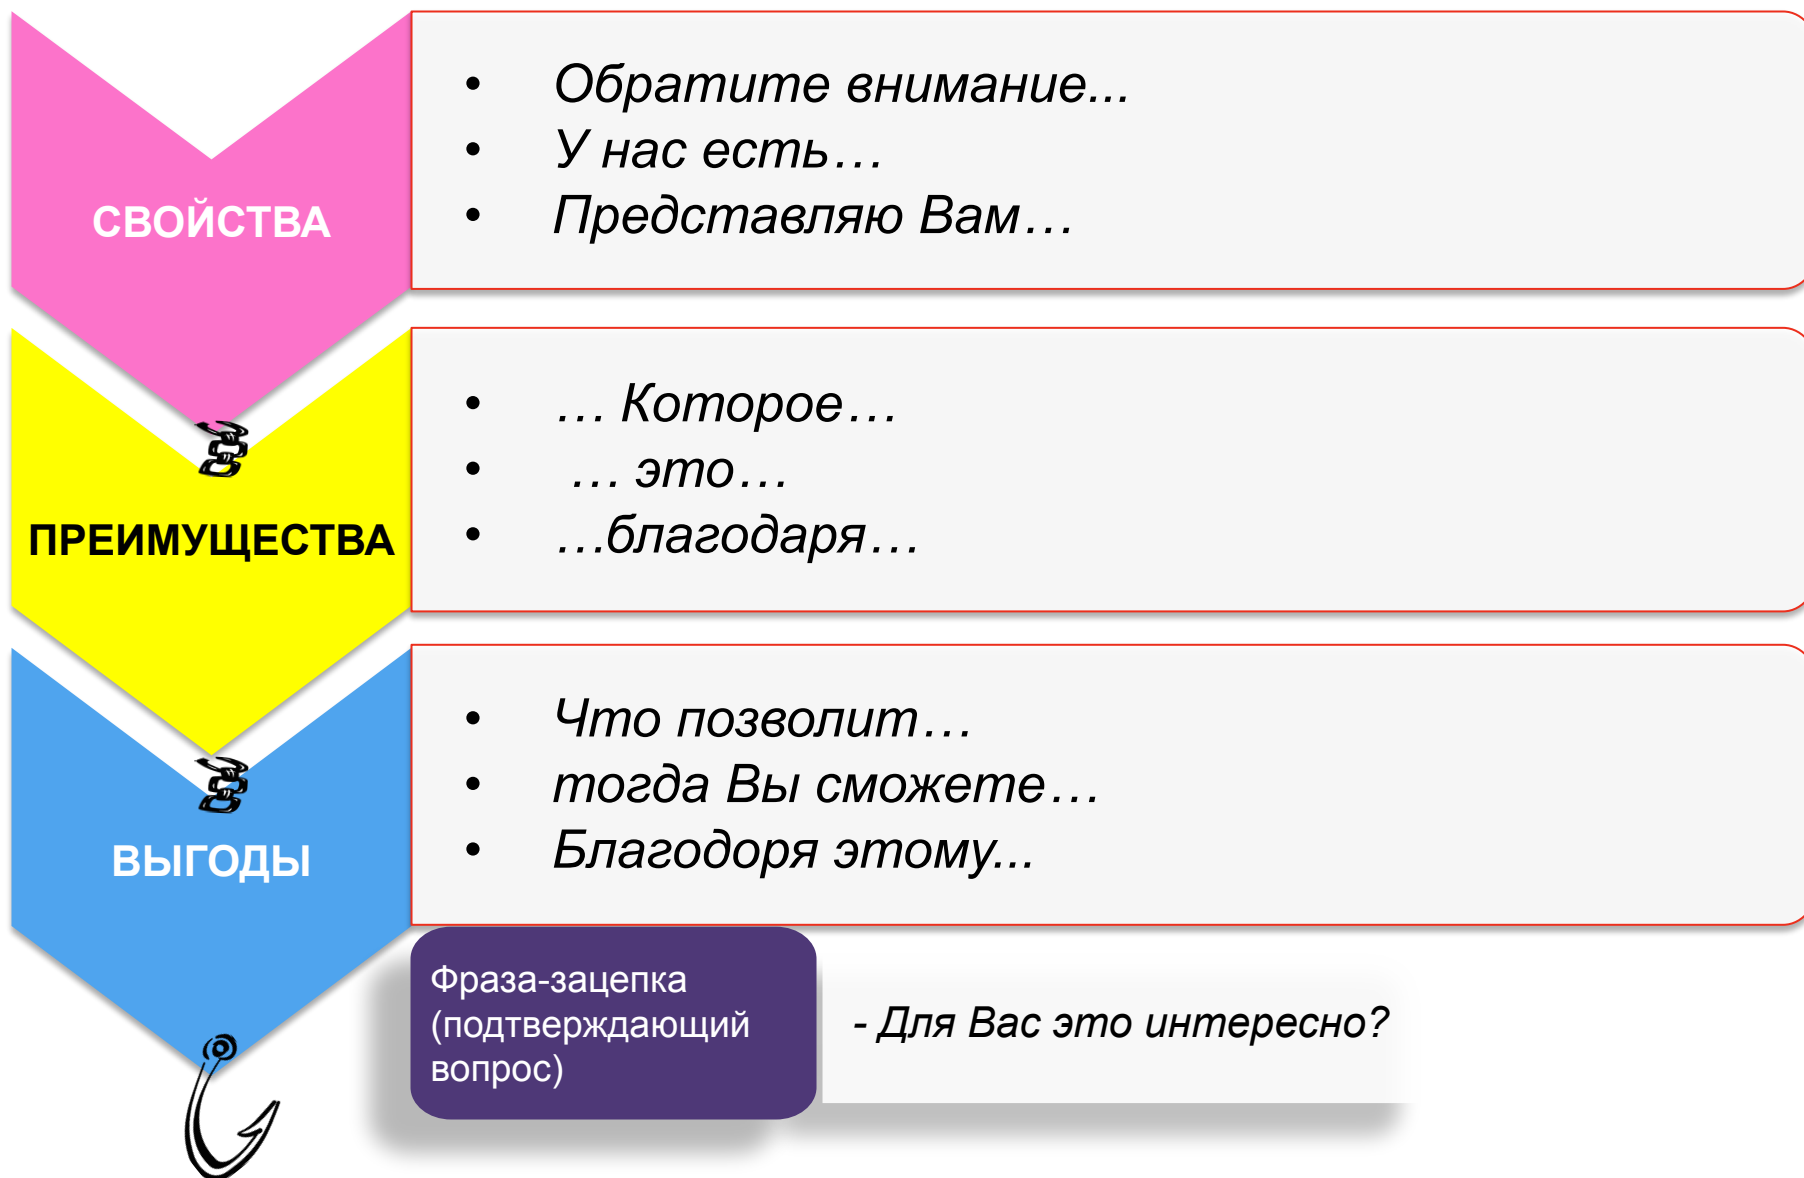 СВОЙСТВА
• Обратите внимание...
• У нас есть…
• Представляю Вам…
ПРЕИМУЩЕСТВА
• … Которое…
• … это…
• …благодаря…
ВЫГОДЫ
• Что позволит…
• тогда Вы сможете…
• Благодоря этому...
Фраза-зацепка
(подтверждающий
вопрос)
- Для Вас это интересно?